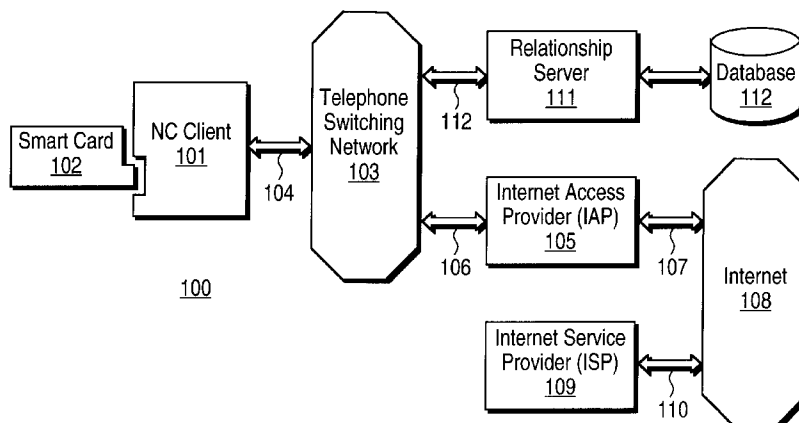 Smart Card
102
NC Client
101
104
100
Telephone
Switching
Network
103
112
Relationship
Server
111
Database
112
106
Internet Access
Provider (IAP)
105
107
Internet
108
Internet Service
Provider (ISP)
109
110